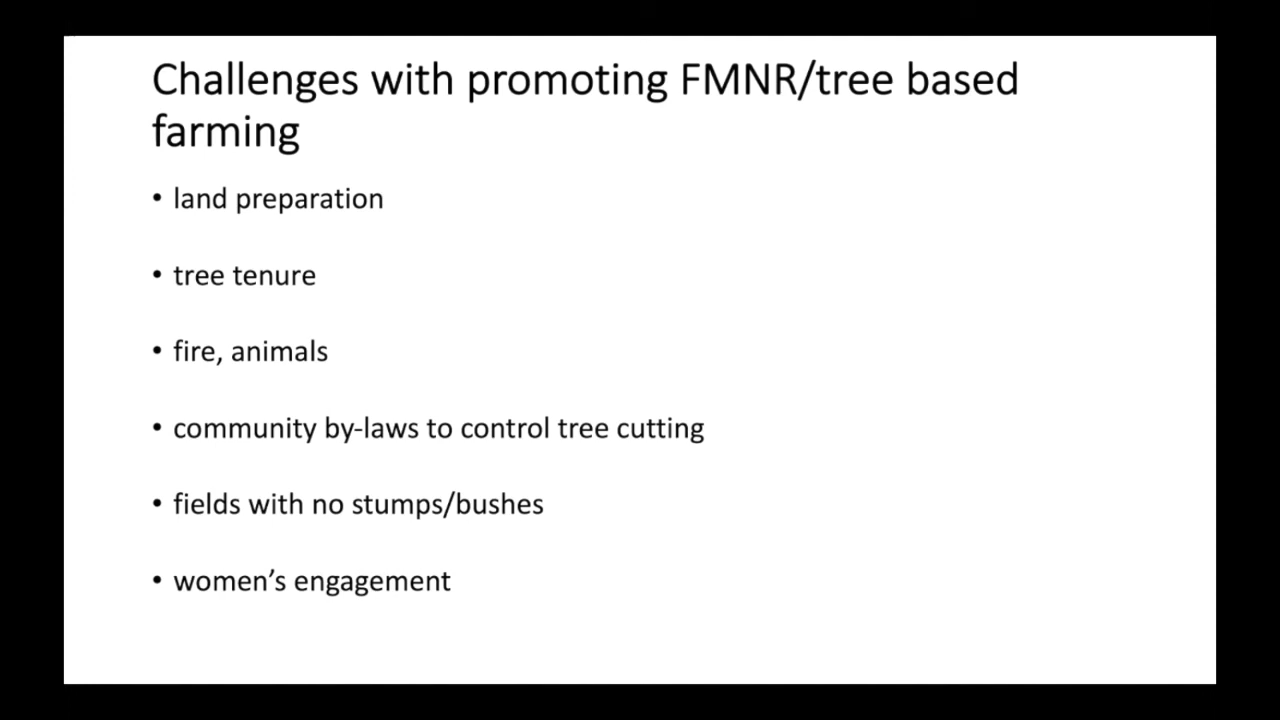 Challenges with promoting FMNR/tree based
farming
• land preparation
• tree tenure
• fire, animals
• community by-laws to control tree cutting
• fields with no stumps/bushes
• women’s engagement